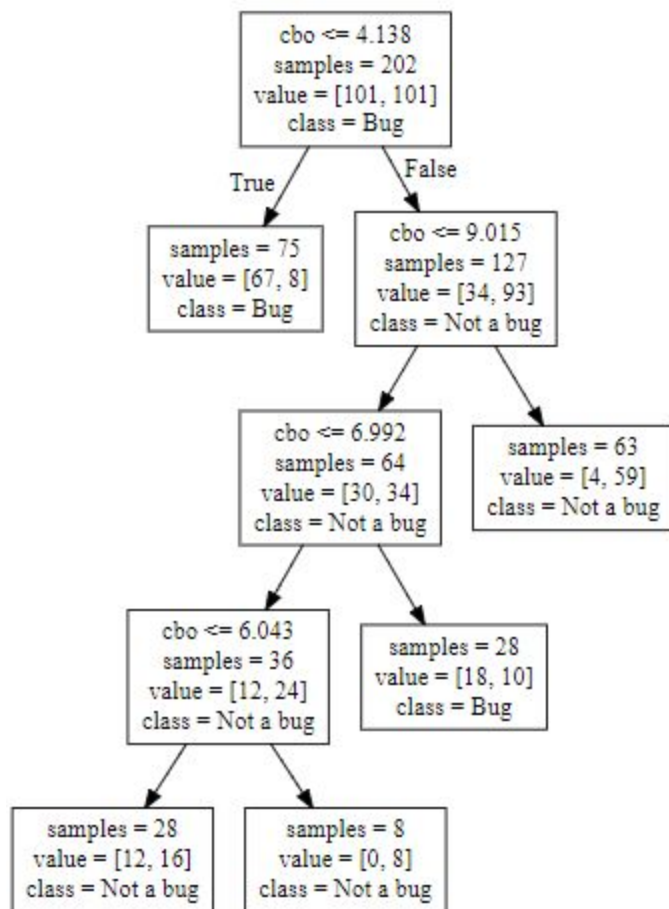 cbo <= 4.138
samples = 202
value = [101, 101]
class = Bug
True
False
samples = 75
value = [67, 8]
class = Bug
cbo <= 9.015
samples = 127
value = [34, 93]
class = Not a bug
cbo <= 6.992
samples = 64
value = [30, 34]
class = Not a bug
samples = 63
value = [4, 59]
class = Not a bug
cbo <= 6.043
samples = 36
value = [12, 24]
class = Not a bug
samples = 28
value = [18, 10]
class = Bug
samples = 28
value = [12, 16]
class = Not a bug
samples = 8
value = [0, 8]
class = Not a bug